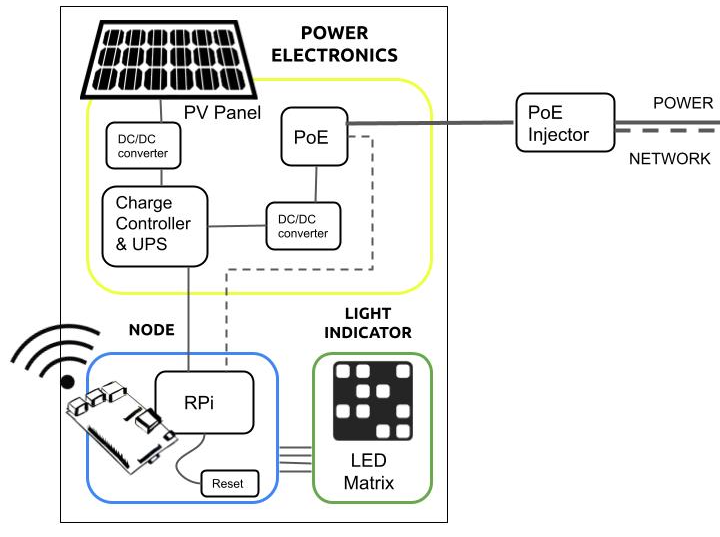 POWER
ELECTRONICS
PV Panel
DC/DC
converter
PoE
PoE
Injector
POWER
NETWORK
Charge
Controller
& UPS
DC/DC
converter
NODE
LIGHT
INDICATOR
RPi
Reset
LED
Matrix